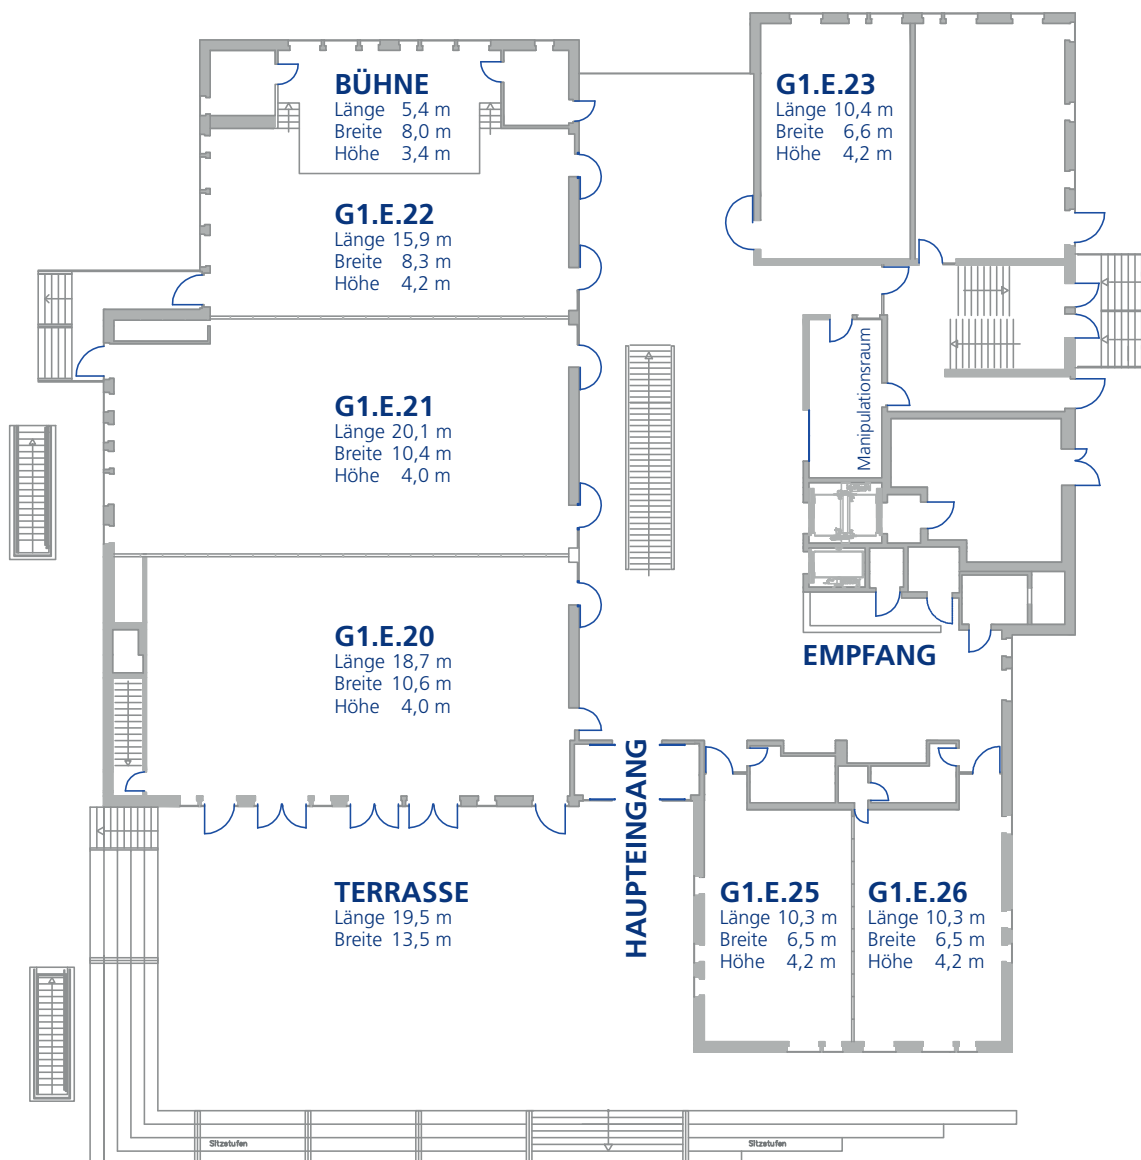 BÜHNE
Länge 5,4 m
Breite 8,0 m
Höhe 3,4 m
G1.E.23
Länge 10,4 m
Breite 6,6 m
Höhe 4,2 m
G1.E.22
Länge 15,9 m
Breite 8,3 m
Höhe 4,2 m
G1.E.21
Länge 20,1 m
Breite 10,4 m
Höhe 4,0 m
Manipulationsraum
G1.E.20
Länge 18,7 m
Breite 10,6 m
Höhe 4,0 m
EMPFANG
HAUPTEINGANG
TERRASSE
Länge 19,5 m
Breite 13,5 m
G1.E.25
Länge 10,3 m
Breite 6,5 m
Höhe 4,2 m
G1.E.26
Länge 10,3 m
Breite 6,5 m
Höhe 4,2 m
Sitzstufen
Sitzstufen